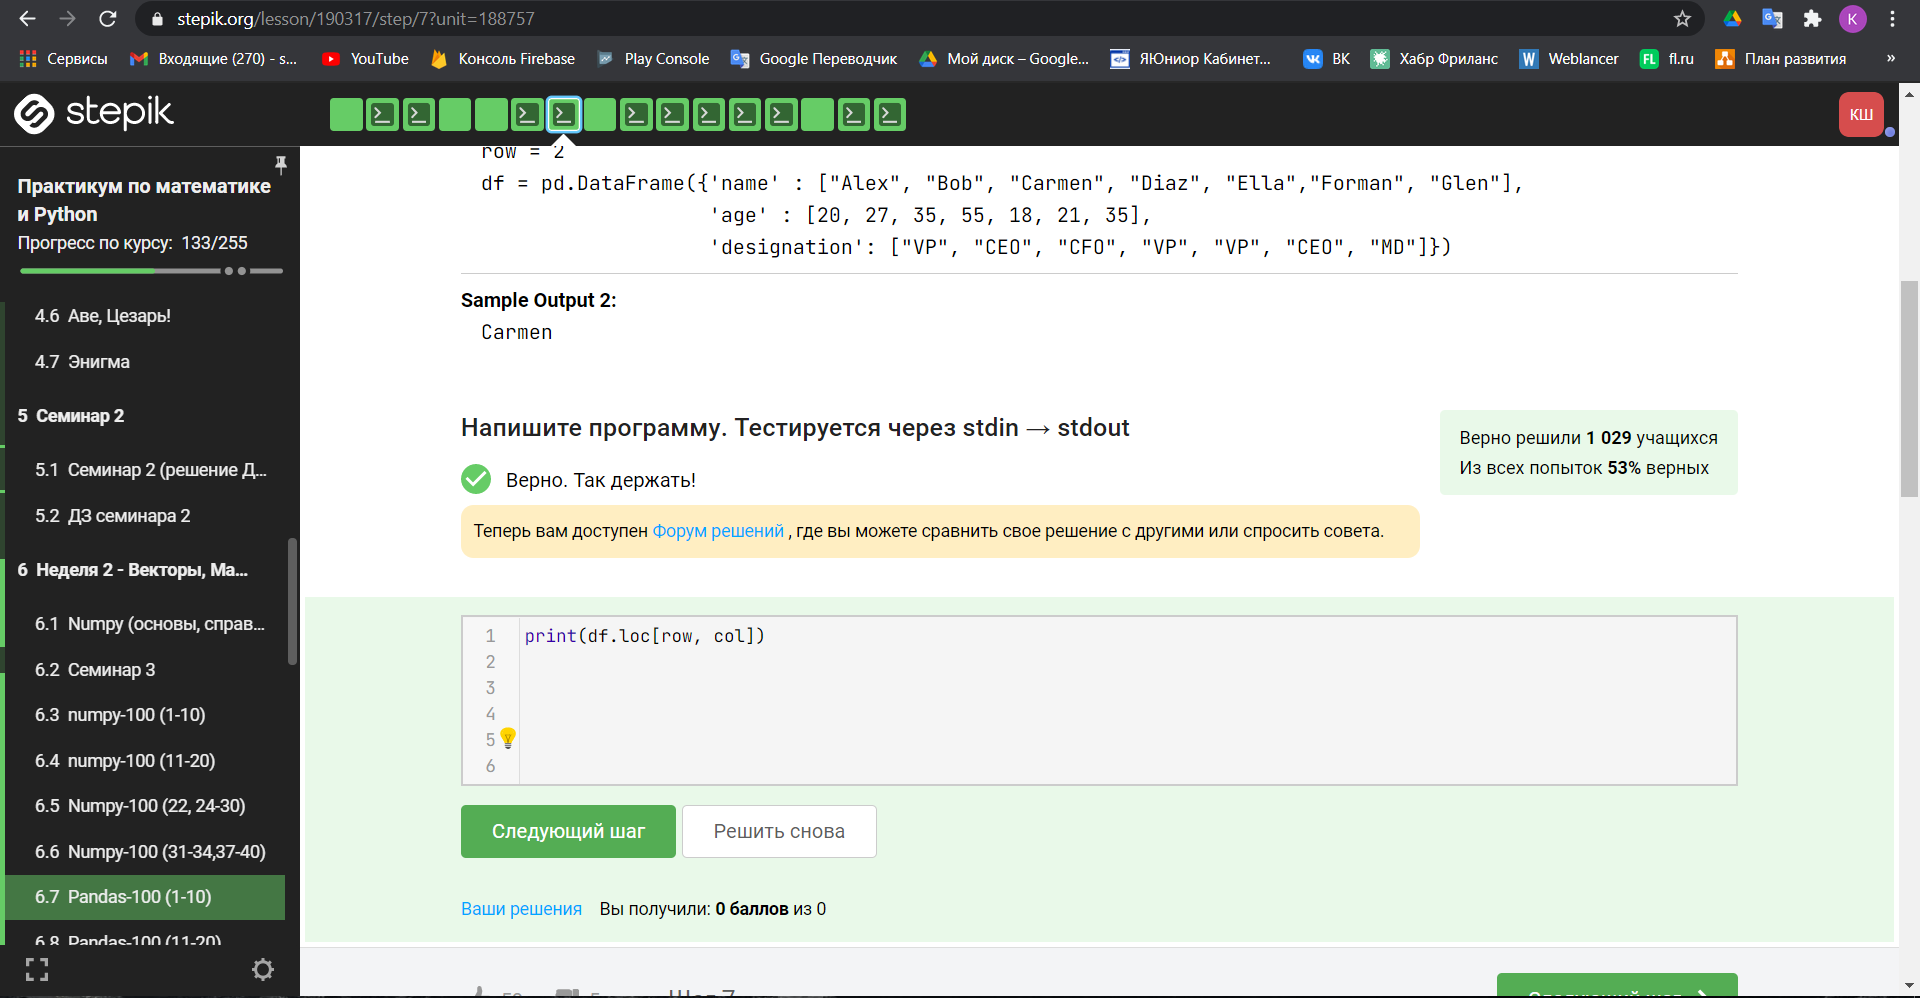 stepik.org/lesson/190317/step/7?unit=188757
K
Сервисы
Входящие (270) - s...
YouTube
Консоль Firebase
Play Console
Google Переводчик
Мой диск – Google...
ЯЮниор Кабинет...
ВК
Хабр Фриланс
Weblancer
fl.ru
План развития
»
stepik
КШ
Практикум по математике
и Python
Прогресс по курсу: 133/255
4.6 Аве, Цезарь!
4.7 Энигма
5 Семинар 2
5.1 Семинар 2 (решение Д...
5.2 ДЗ семинара 2
6 Неделя 2 - Векторы, Ма...
6.1 Numpy (основы, справ...
6.2 Семинар 3
6.3 numpy-100 (1-10)
6.4 numpy-100 (11-20)
6.5 Numpy-100 (22, 24-30)
6.6 Numpy-100 (31-34,37-40)
6.7 Pandas-100 (1-10)
6.8 Pandas-100 (11-20)
row = 2
df = pd.DataFrame({'name' : ["Alex", "Bob", "Carmen", "Diaz", "Ella","Forman", "Glen"],
'age' : [20, 27, 35, 55, 18, 21, 35],
'designation': ["VP", "CEO", "CFO", "VP", "VP", "CEO", "MD"]})
Sample Output 2:
Carmen
Напишите программу. Тестируется через stdin → stdout
Верно решили 1 029 учащихся
Из всех попыток 53% верных
Верно. Так держать!
Теперь вам доступен Форум решений , где вы можете сравнить свое решение с другими или спросить совета.
1 print(df.loc[row, col])
2
3
4
5
6
Следующий шаг
Решить снова
Ваши решения Вы получили: 0 баллов из 0
Шаг 7
Следующий шаг